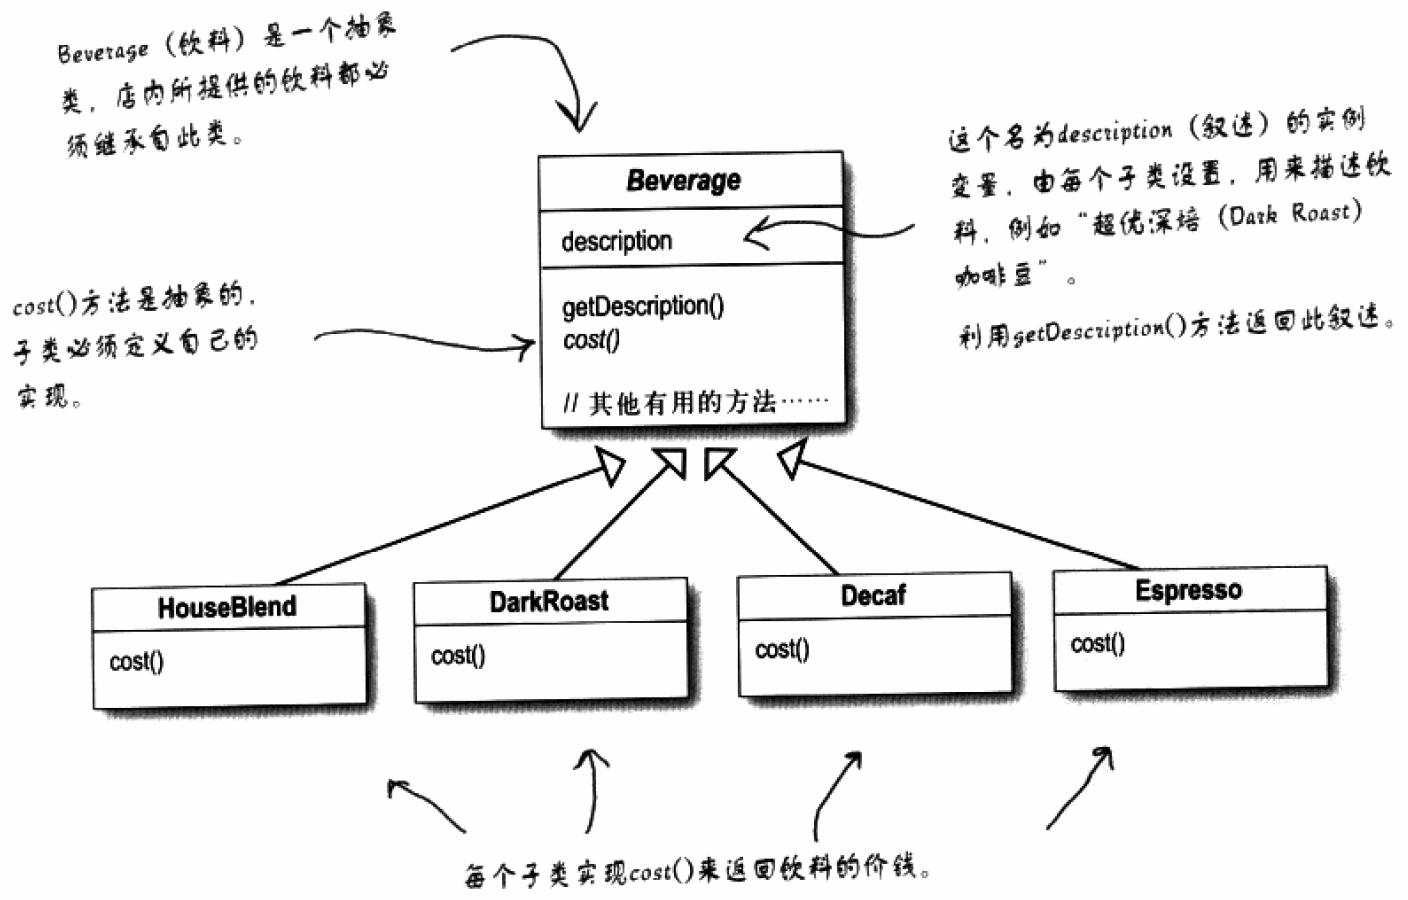 Beverage（饮料）是一个抽象
类，店内所提供的饮料都必
须继承自此类。
Beverage
description
getDescription()
cost()
// 其他有用的方法……
这个名为description（叙述）的实例
变量，由每个子类设置，用来描述饮
料，例如“超优深焙（Dark Roast）
咖啡豆”。
利用getDescription()方法返回此叙述。
cost()方法是抽象的，
子类必须定义自己的
实现。
HouseBlend
cost()
DarkRoast
cost()
Decaf
cost()
Espresso
cost()
每个子类实现cost()来返回饮料的价钱。